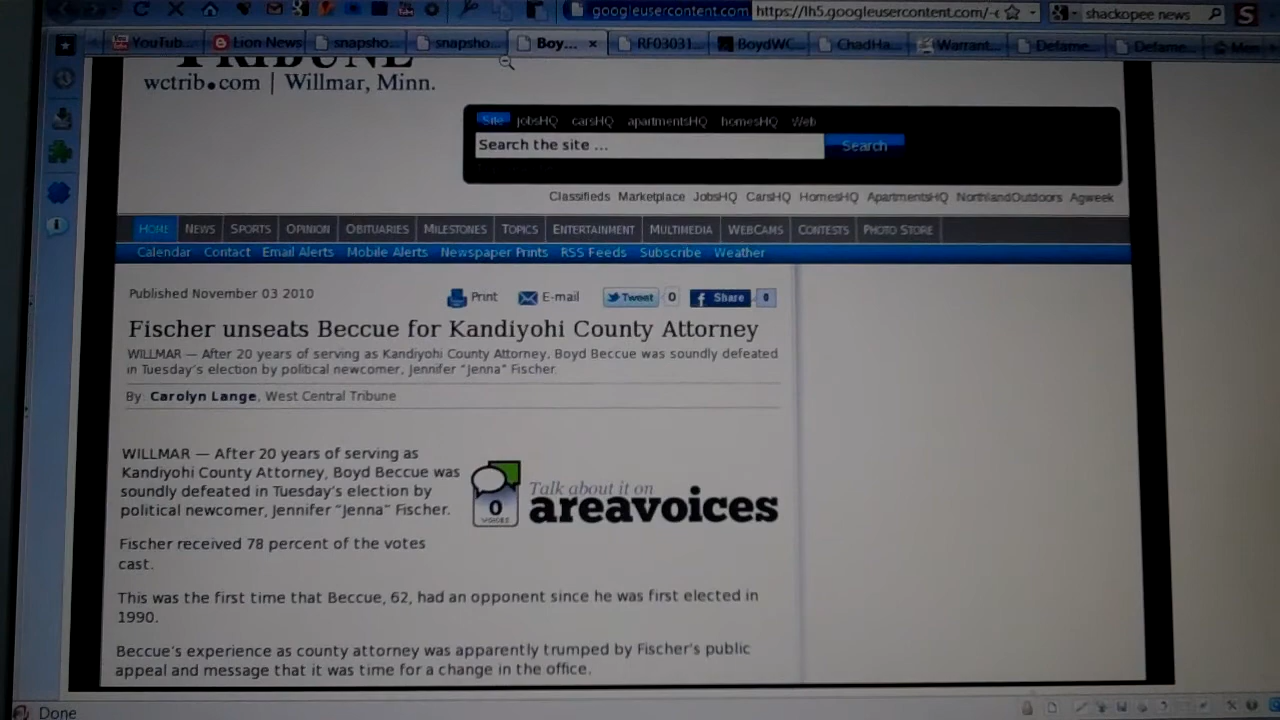 googleusercontent.com https://lh5.googleusercontent.com/-
shackopee news
YouTub... Lion News snapsho... snapsho... Boy... RF03031 BoydWC... ChadHa... Warrant... Defame... Defame...
TRIBUNE
wctrib.com | Willmar, Minn.
Site jobsHQ carsHQ apartmentsHQ homesHQ Web
Search the site ... Search
Classifieds Marketplace JobsHQ CarsHQ HomesHQ ApartmentsHQ NorthlandOutdoors Agweek
HOME NEWS SPORTS OPINION OBITUARIES MILESTONES TOPICS ENTERTAINMENT MULTIMEDIA WEBCAMS CONTESTS PHOTO STORE
Calendar Contact Email Alerts Mobile Alerts Newspaper Prints RSS Feeds Subscribe Weather
Published November 03 2010 Print E-mail Tweet 0 Share 0
Fischer unseats Beccue for Kandiyohi County Attorney
WILLMAR — After 20 years of serving as Kandiyohi County Attorney, Boyd Beccue was soundly defeated
in Tuesday's election by political newcomer, Jennifer "Jenna" Fischer.
By: Carolyn Lange, West Central Tribune
WILLMAR — After 20 years of serving as
Kandiyohi County Attorney, Boyd Beccue was
soundly defeated in Tuesday's election by
political newcomer, Jennifer "Jenna" Fischer.
0
VOICES
Talk about it on
areavoices
Fischer received 78 percent of the votes
cast.
This was the first time that Beccue, 62, had an opponent since he was first elected in
1990.
Beccue's experience as county attorney was apparently trumped by Fischer's public
appeal and message that it was time for a change in the office.
Done